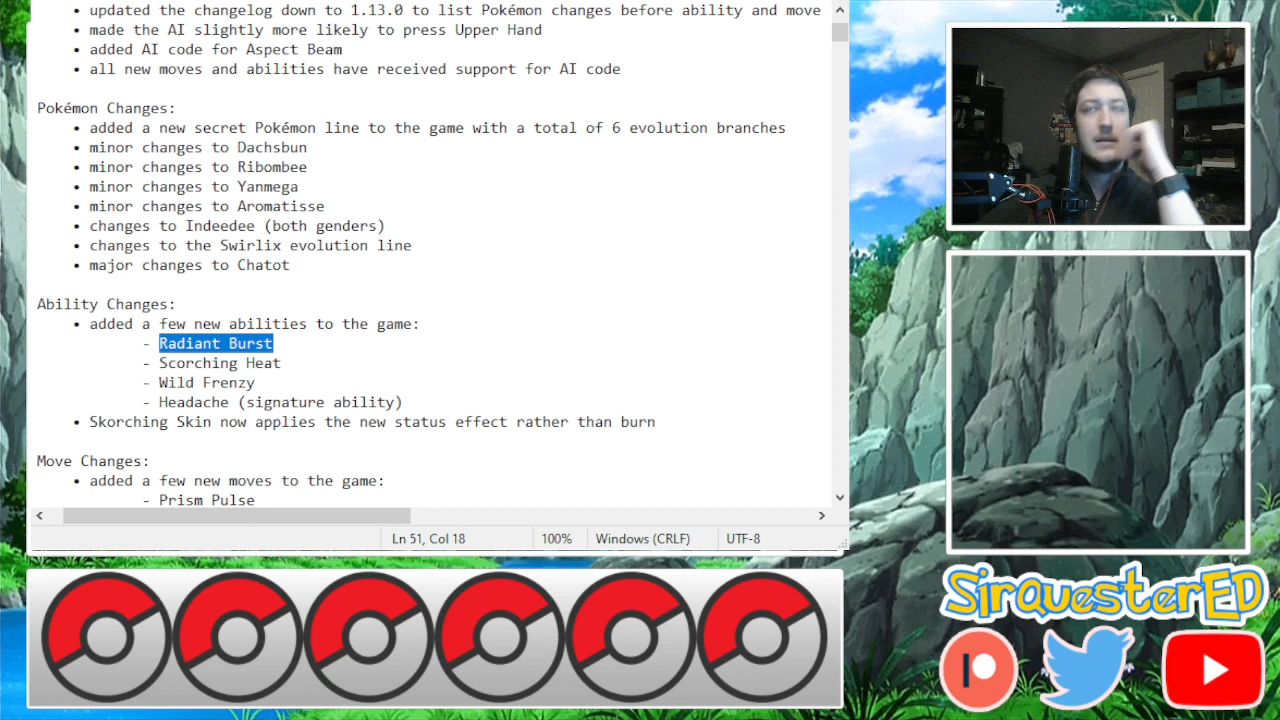 • updated the changelog down to 1.13.0 to list Pokémon changes before ability and move
• made the AI slightly more likely to press Upper Hand
• added AI code for Aspect Beam
• all new moves and abilities have received support for AI code
Pokémon Changes:
• added a new secret Pokémon line to the game with a total of 6 evolution branches
• minor changes to Dachsbun
• minor changes to Ribombee
• minor changes to Yanmega
• minor changes to Aromatisse
• changes to Indeedee (both genders)
• changes to the Swirlix evolution line
• major changes to Chatot
Ability Changes:
• added a few new abilities to the game:
- Radiant Burst
- Scorching Heat
- Wild Frenzy
- Headache (signature ability)
• Skorching Skin now applies the new status effect rather than burn
Move Changes:
• added a few new moves to the game:
- Prism Pulse
Ln 51, Col 18
100%
Windows (CRLF)
UTF-8
SirquesterED